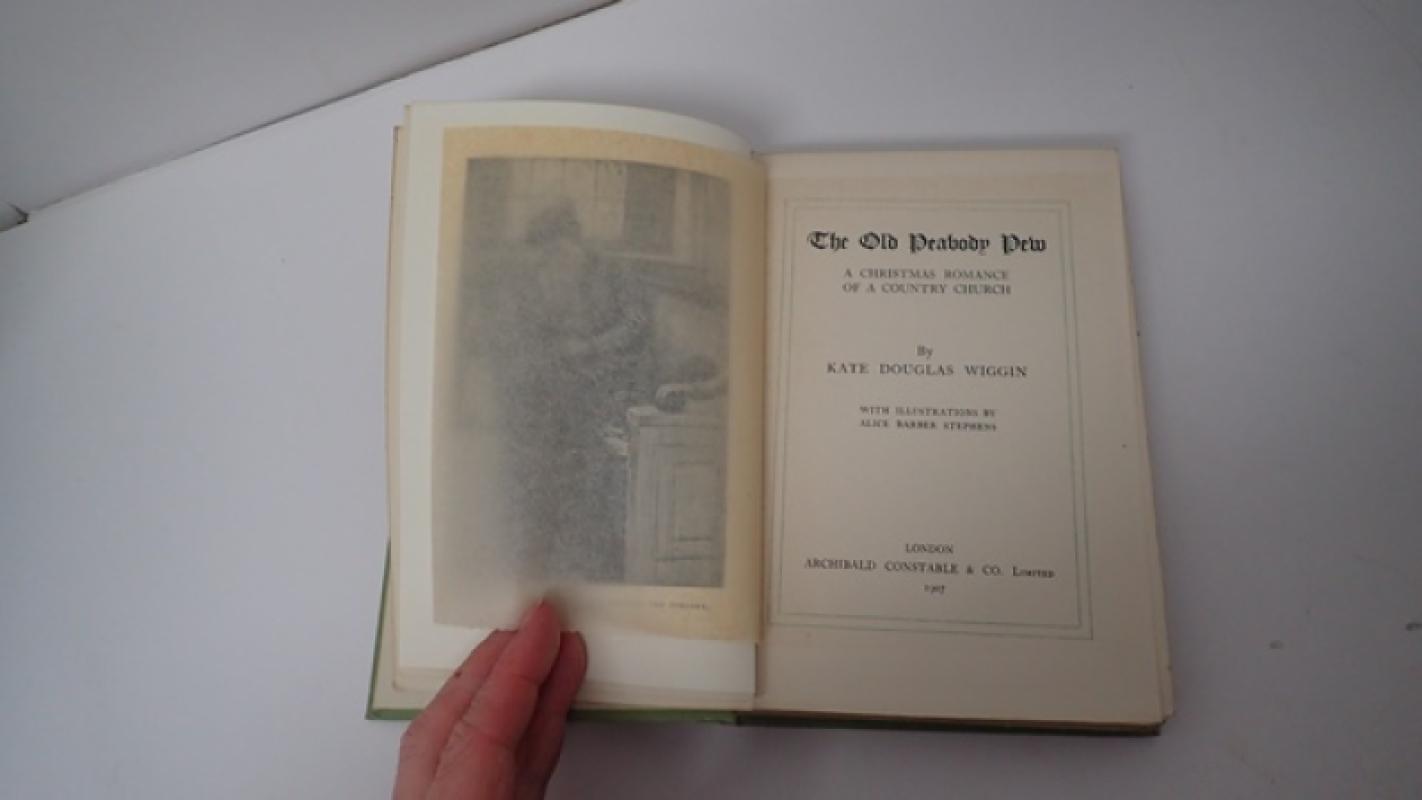 The Old Peabody Pew
A CHRISTMAS ROMANCE
OF A COUNTRY CHURCH
By
KATE DOUGLAS WIGGIN
WITH ILLUSTRATIONS BY
ALICE BARBER STEPHENS
LONDON
ARCHIBALD CONSTABLE & CO. LIMITED
1907